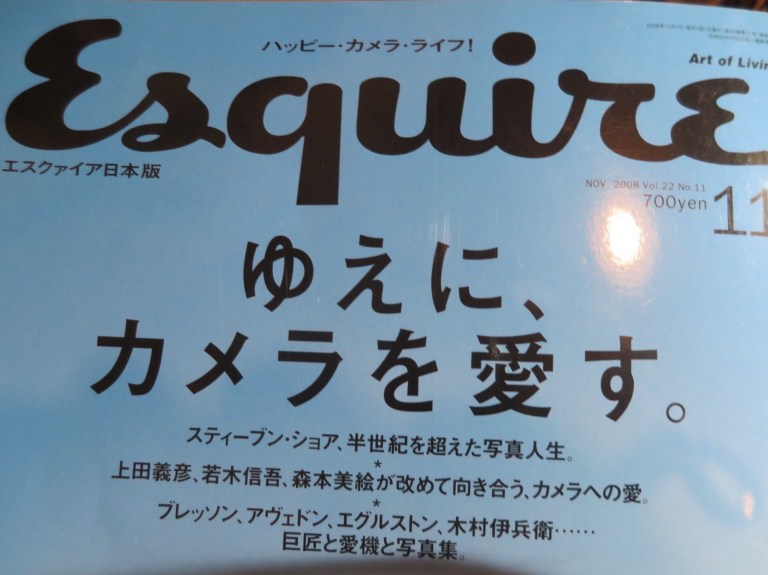 ハッピー・カメラ・ライフ!
Art of Livin
Esquire
エスクァイア日本版
NOV. 2008 Vol.22 No.11
700yen 11
ゆえに、
カメラを愛す。
スティーブン・ショア、半世紀を超えた写真人生。
*
上田義彦、若木信吾、森本美絵が改めて向き合う、カメラへの愛。
*
ブレッソン、アヴェドン、エグルストン、木村伊兵衛……
巨匠と愛機と写真集。